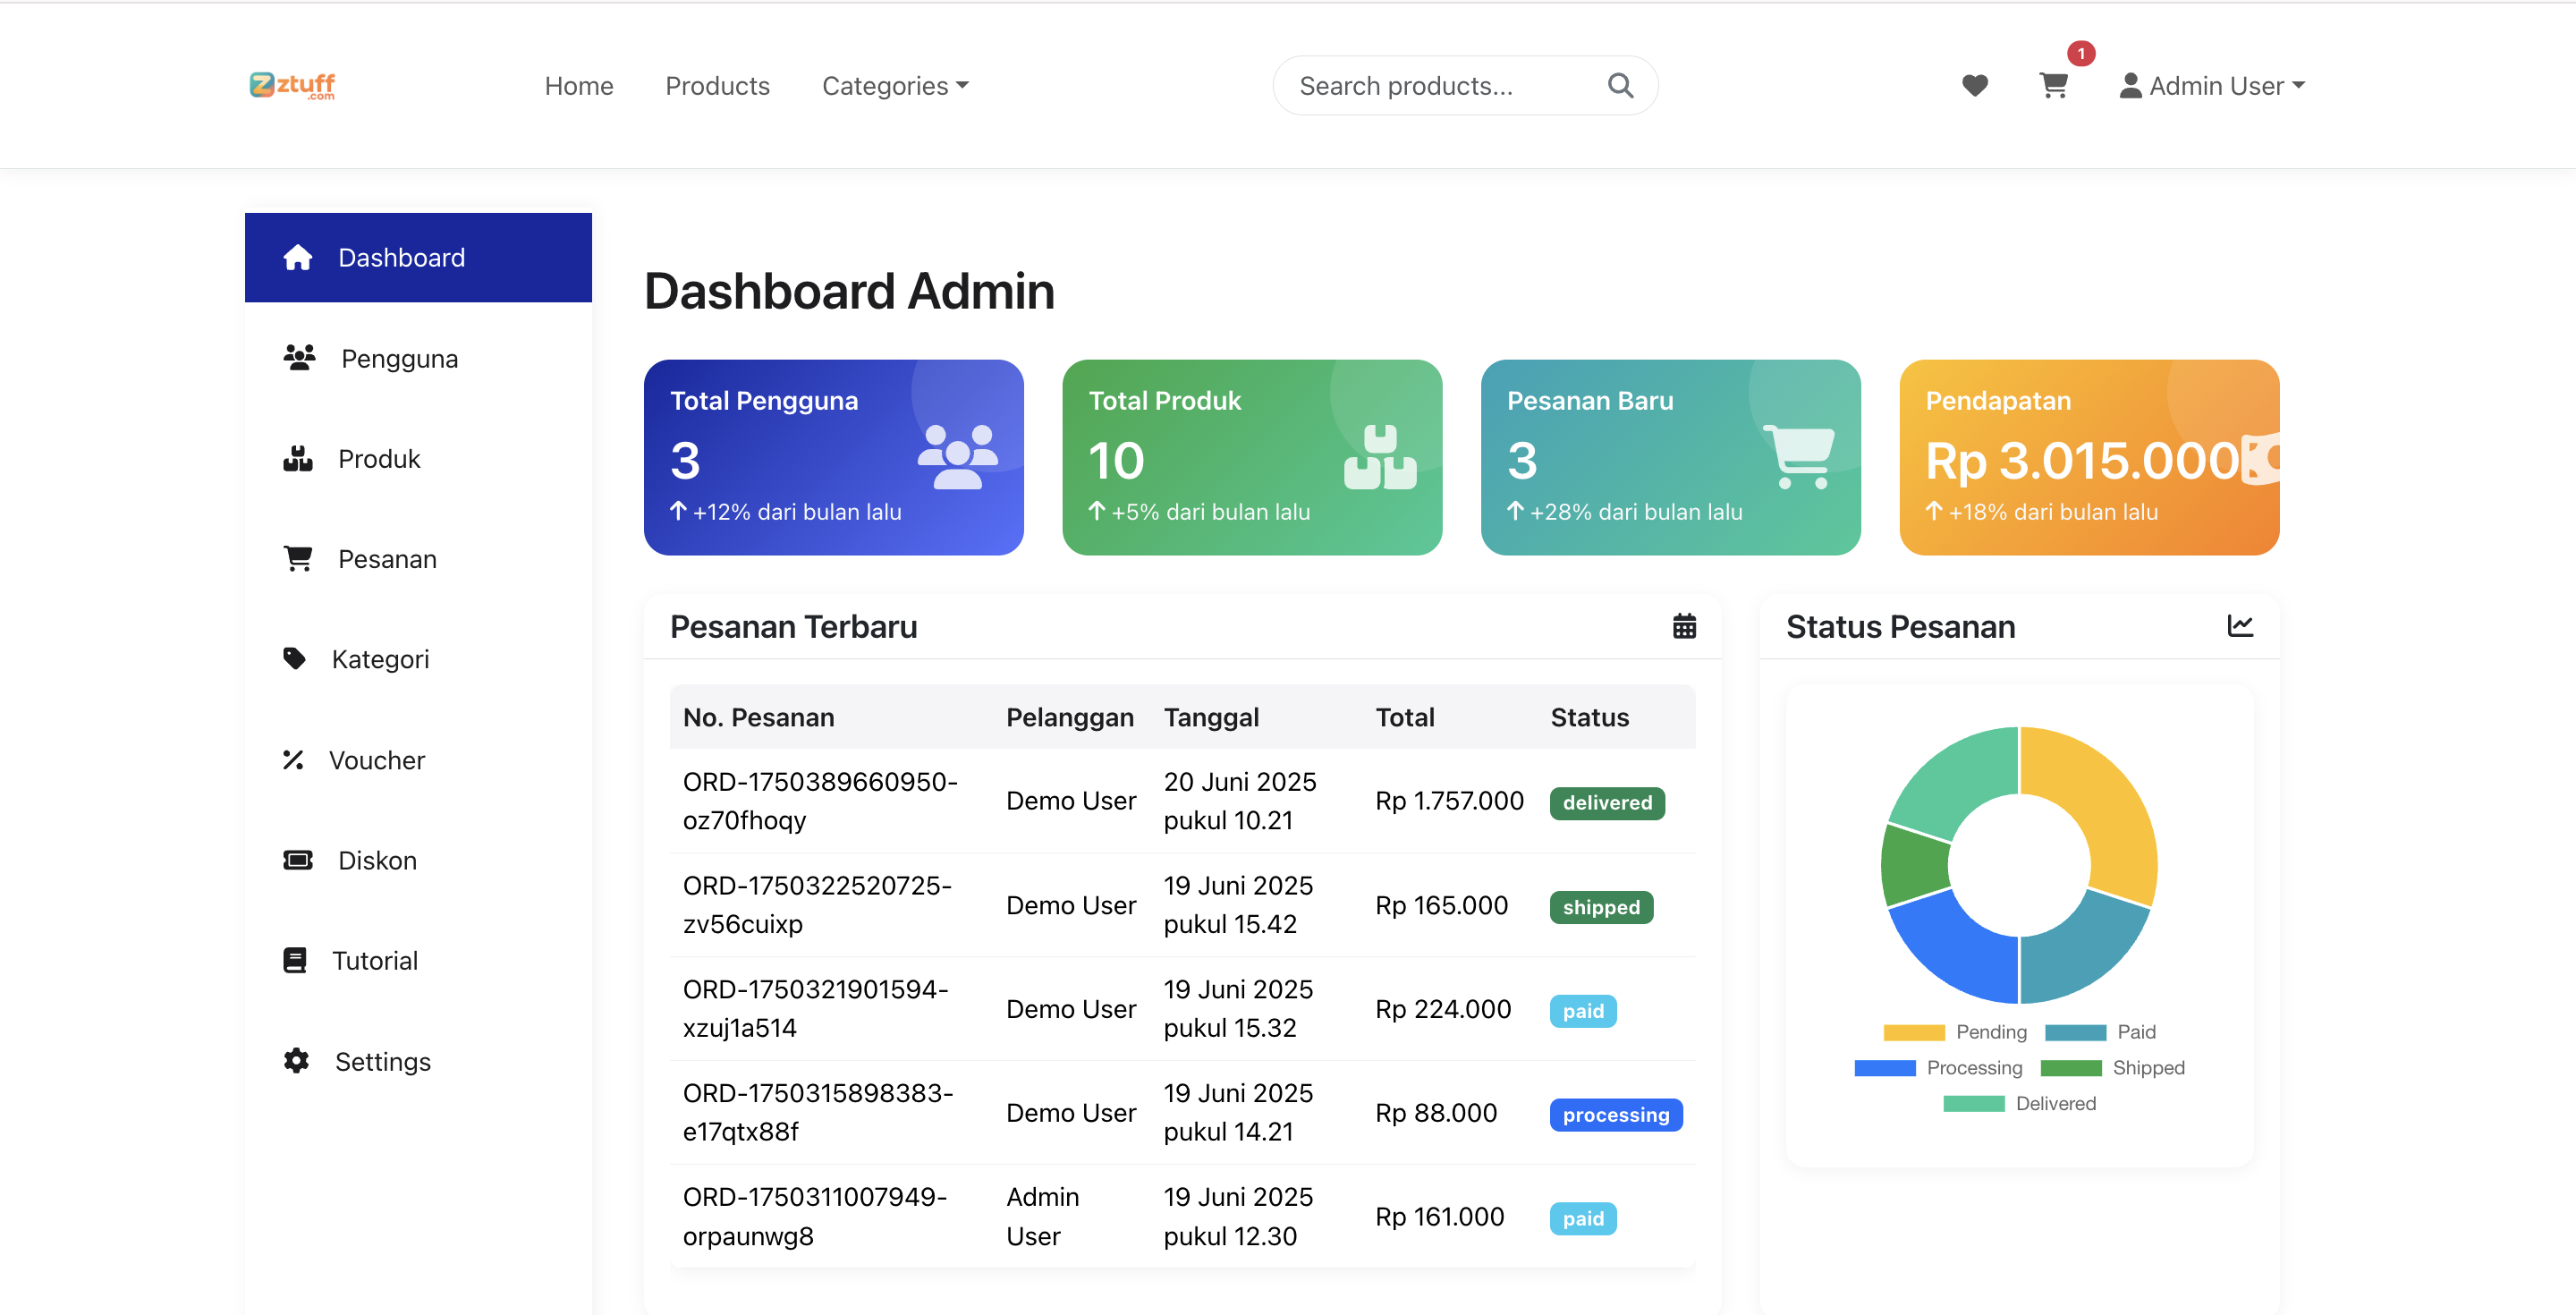 ztuff
.com
Home Products Categories
Search products...
1
Admin User
Dashboard
Pengguna
Produk
Pesanan
Kategori
Voucher
Diskon
Tutorial
Settings
Dashboard Admin
Total Pengguna
3
+12% dari bulan lalu
Total Produk
10
+5% dari bulan lalu
Pesanan Baru
3
+28% dari bulan lalu
Pendapatan
Rp 3.015.000
+18% dari bulan lalu
Pesanan Terbaru
No. Pesanan Pelanggan Tanggal Total Status
ORD-1750389660950-
oz70fhoqy
Demo User
20 Juni 2025
pukul 10.21
Rp 1.757.000
delivered
ORD-1750322520725-
zv56cuixp
Demo User
19 Juni 2025
pukul 15.42
Rp 165.000
shipped
ORD-1750321901594-
xzuj1a514
Demo User
19 Juni 2025
pukul 15.32
Rp 224.000
paid
ORD-1750315898383-
e17qtx88f
Demo User
19 Juni 2025
pukul 14.21
Rp 88.000
processing
ORD-1750311007949-
orpaunwg8
Admin
User
19 Juni 2025
pukul 12.30
Rp 161.000
paid
Status Pesanan
Pending Paid
Processing Shipped
Delivered